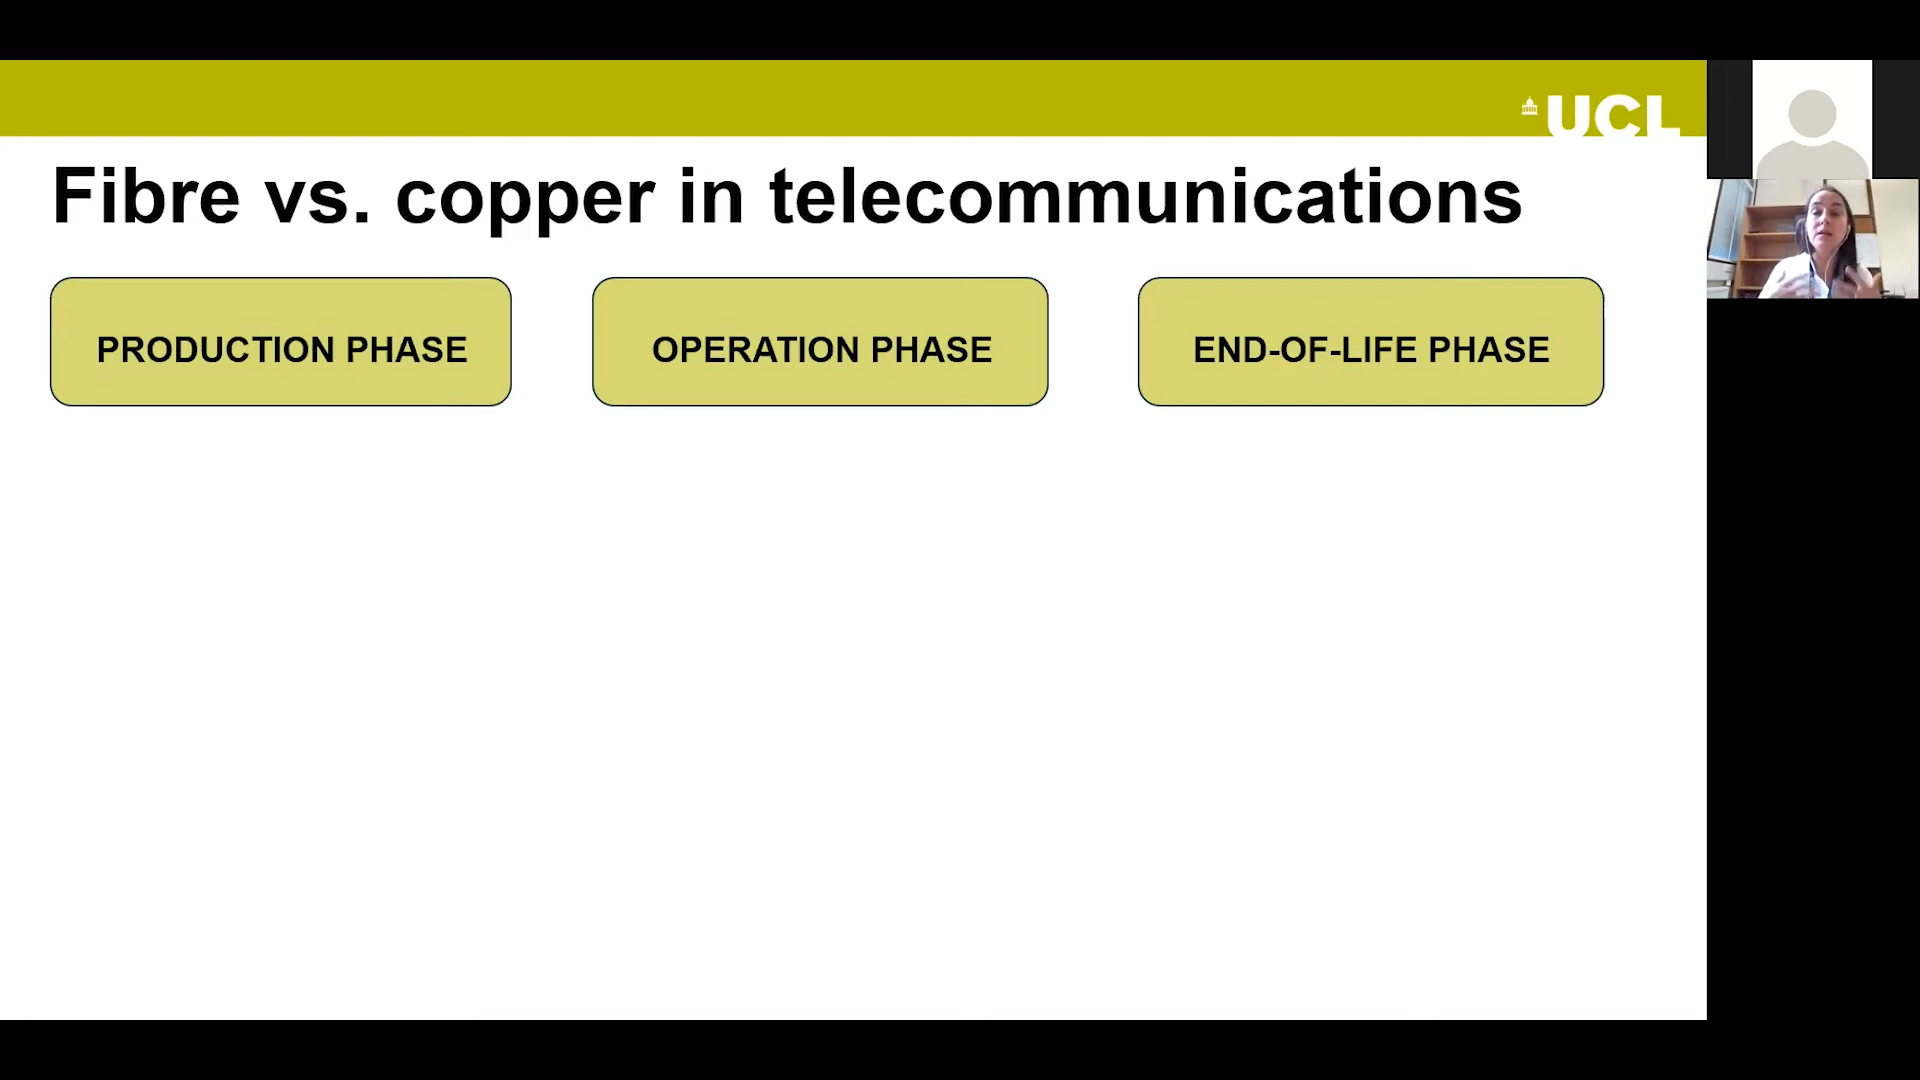 UCL
Fibre vs. copper in telecommunications
PRODUCTION PHASE
OPERATION PHASE
END-OF-LIFE PHASE